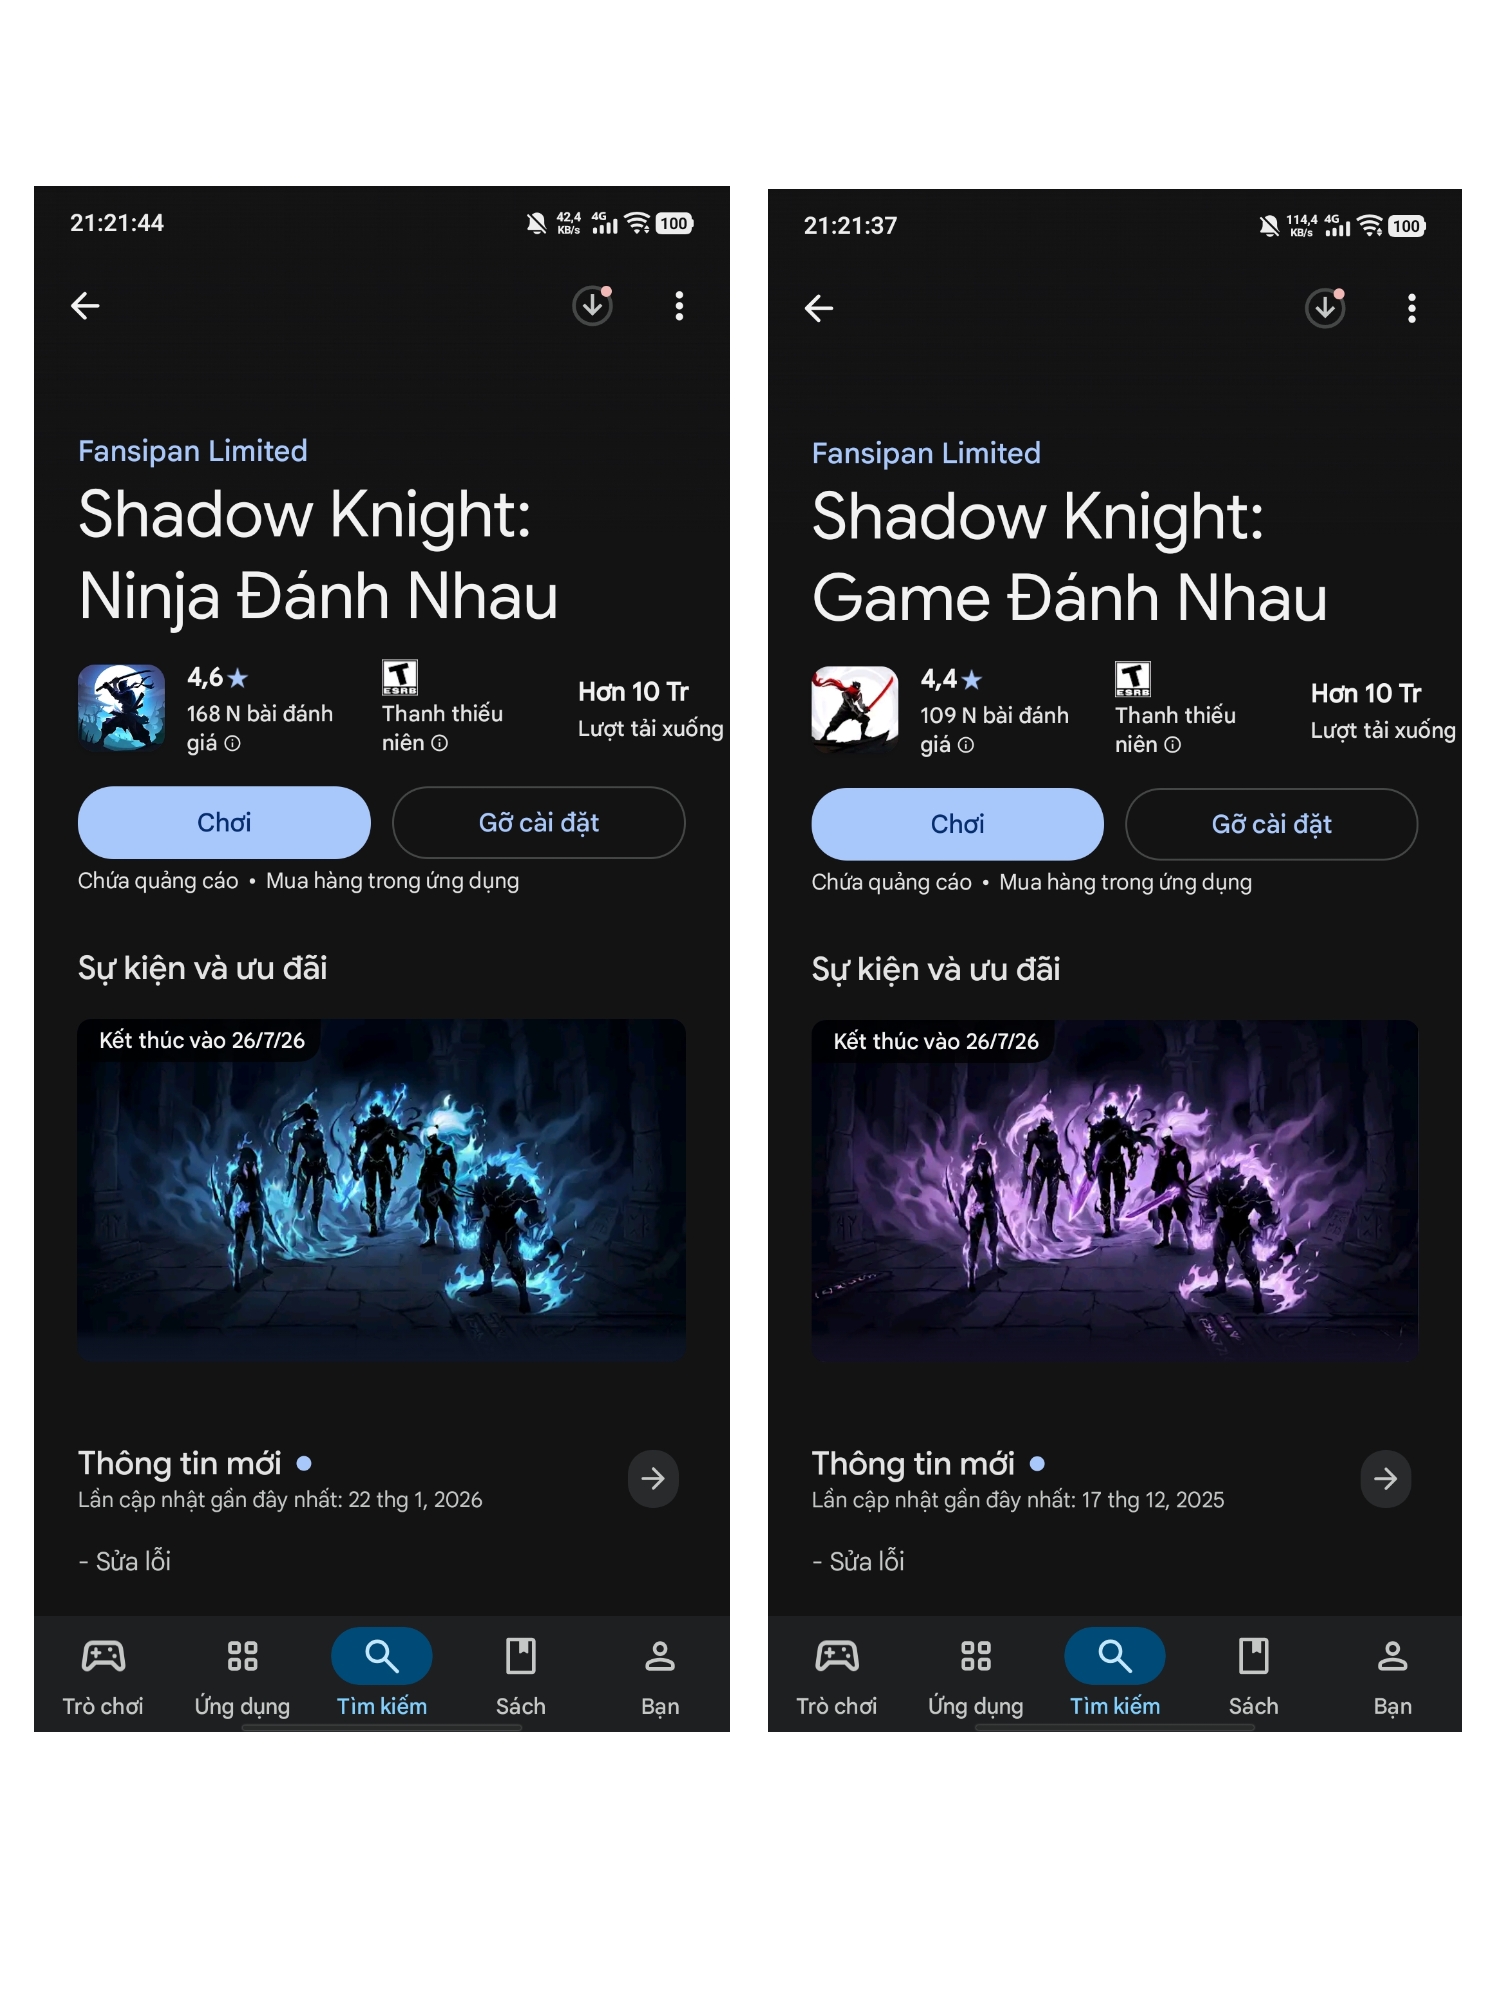 21:21:44
42,4
KB/s
4G
100
Fansipan Limited
Shadow Knight:
Ninja Đánh Nhau
4,6★
168 N bài đánh
giá
T
ESRB
Thanh thiếu
niên
Hơn 10 Tr
Lượt tải xuống
Chơi
Gỡ cài đặt
Chứa quảng cáo • Mua hàng trong ứng dụng
Sự kiện và ưu đãi
Kết thúc vào 26/7/26
Thông tin mới
Lần cập nhật gần đây nhất: 22 thg 1, 2026
- Sửa lỗi
Trò chơi
Ứng dụng
Tìm kiếm
Sách
Bạn
21:21:37
114,4
KB/s
4G
100
Fansipan Limited
Shadow Knight:
Game Đánh Nhau
4,4★
109 N bài đánh
giá
T
ESRB
Thanh thiếu
niên
Hơn 10 Tr
Lượt tải xuống
Chơi
Gỡ cài đặt
Chứa quảng cáo • Mua hàng trong ứng dụng
Sự kiện và ưu đãi
Kết thúc vào 26/7/26
Thông tin mới
Lần cập nhật gần đây nhất: 17 thg 12, 2025
- Sửa lỗi
Trò chơi
Ứng dụng
Tìm kiếm
Sách
Bạn